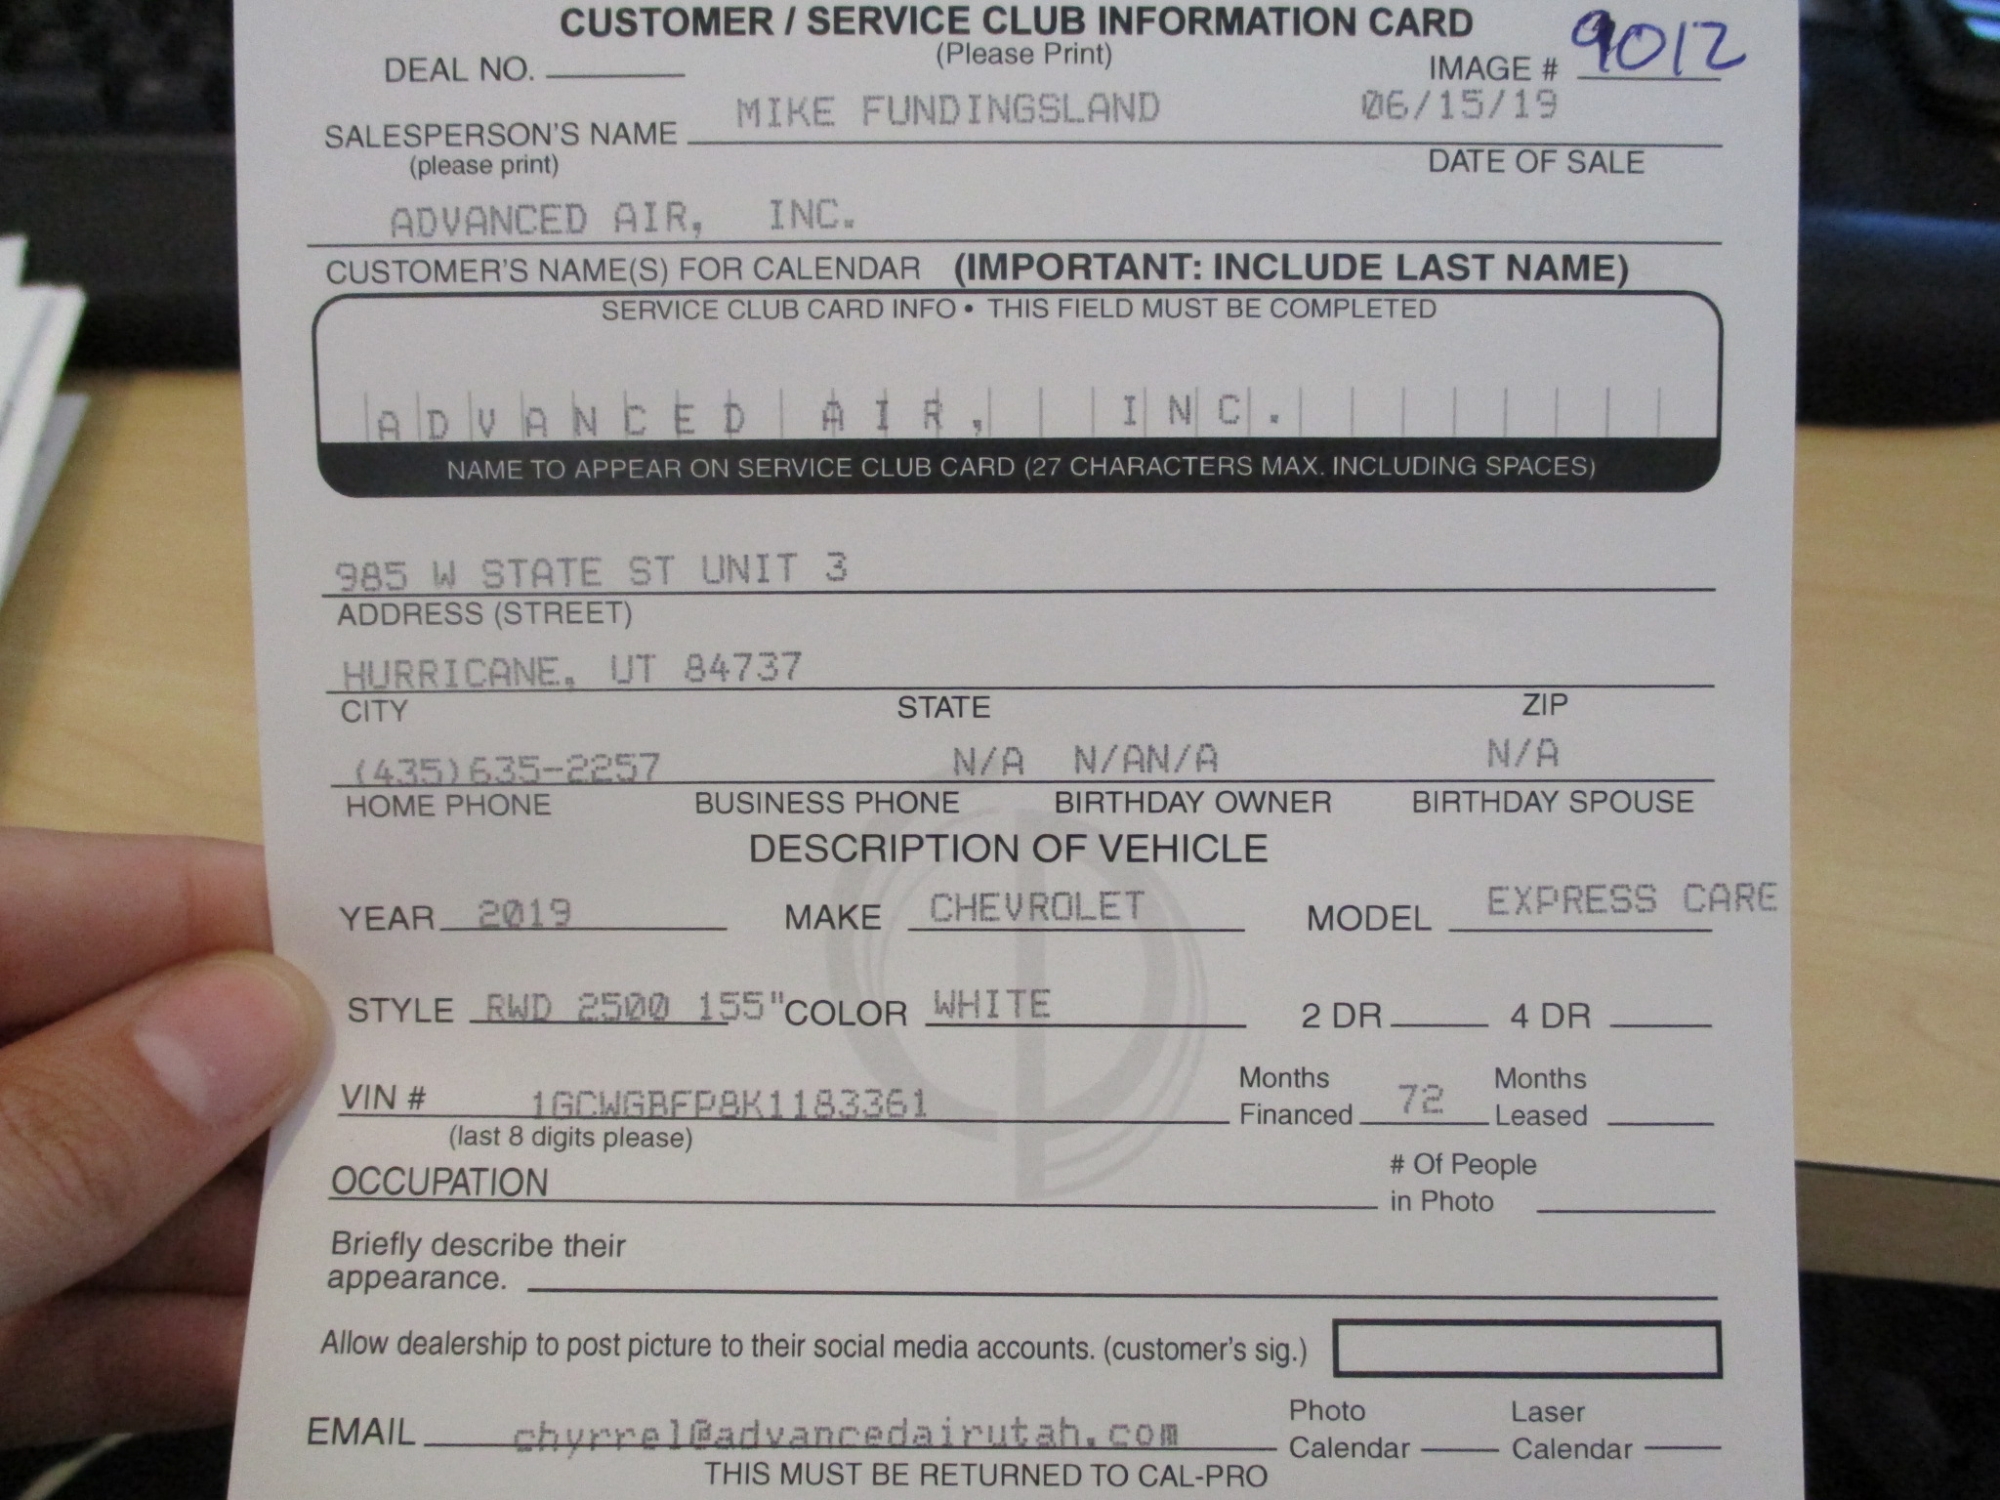 CUSTOMER / SERVICE CLUB INFORMATION CARD
(Please Print)
DEAL NO. IMAGE # 9012
MIKE FUNDINGSLAND 06/15/19
SALESPERSON'S NAME
(please print) DATE OF SALE
ADVANCED AIR, INC.
CUSTOMER'S NAME(S) FOR CALENDAR (IMPORTANT: INCLUDE LAST NAME)
SERVICE CLUB CARD INFO • THIS FIELD MUST BE COMPLETED
ADVANCED AIR, INC.
NAME TO APPEAR ON SERVICE CLUB CARD (27 CHARACTERS MAX. INCLUDING SPACES)
985 W STATE ST UNIT 3
ADDRESS (STREET)
HURRICANE, UT 84737
CITY STATE ZIP
(435)635-2257 N/A N/AN/A N/A
HOME PHONE BUSINESS PHONE BIRTHDAY OWNER BIRTHDAY SPOUSE
DESCRIPTION OF VEHICLE
YEAR 2019 MAKE CHEVROLET MODEL EXPRESS CARE
STYLE RWD 2500 155" COLOR WHITE 2 DR 4 DR
VIN # 1GCWGBFP8K1183361 Months Financed 72 Months Leased
(last 8 digits please)
OCCUPATION # Of People in Photo
Briefly describe their
appearance.
Allow dealership to post picture to their social media accounts. (customer's sig.)
EMAIL chyrrel@advancedairutah.com Photo Calendar Laser Calendar
THIS MUST BE RETURNED TO CAL-PRO